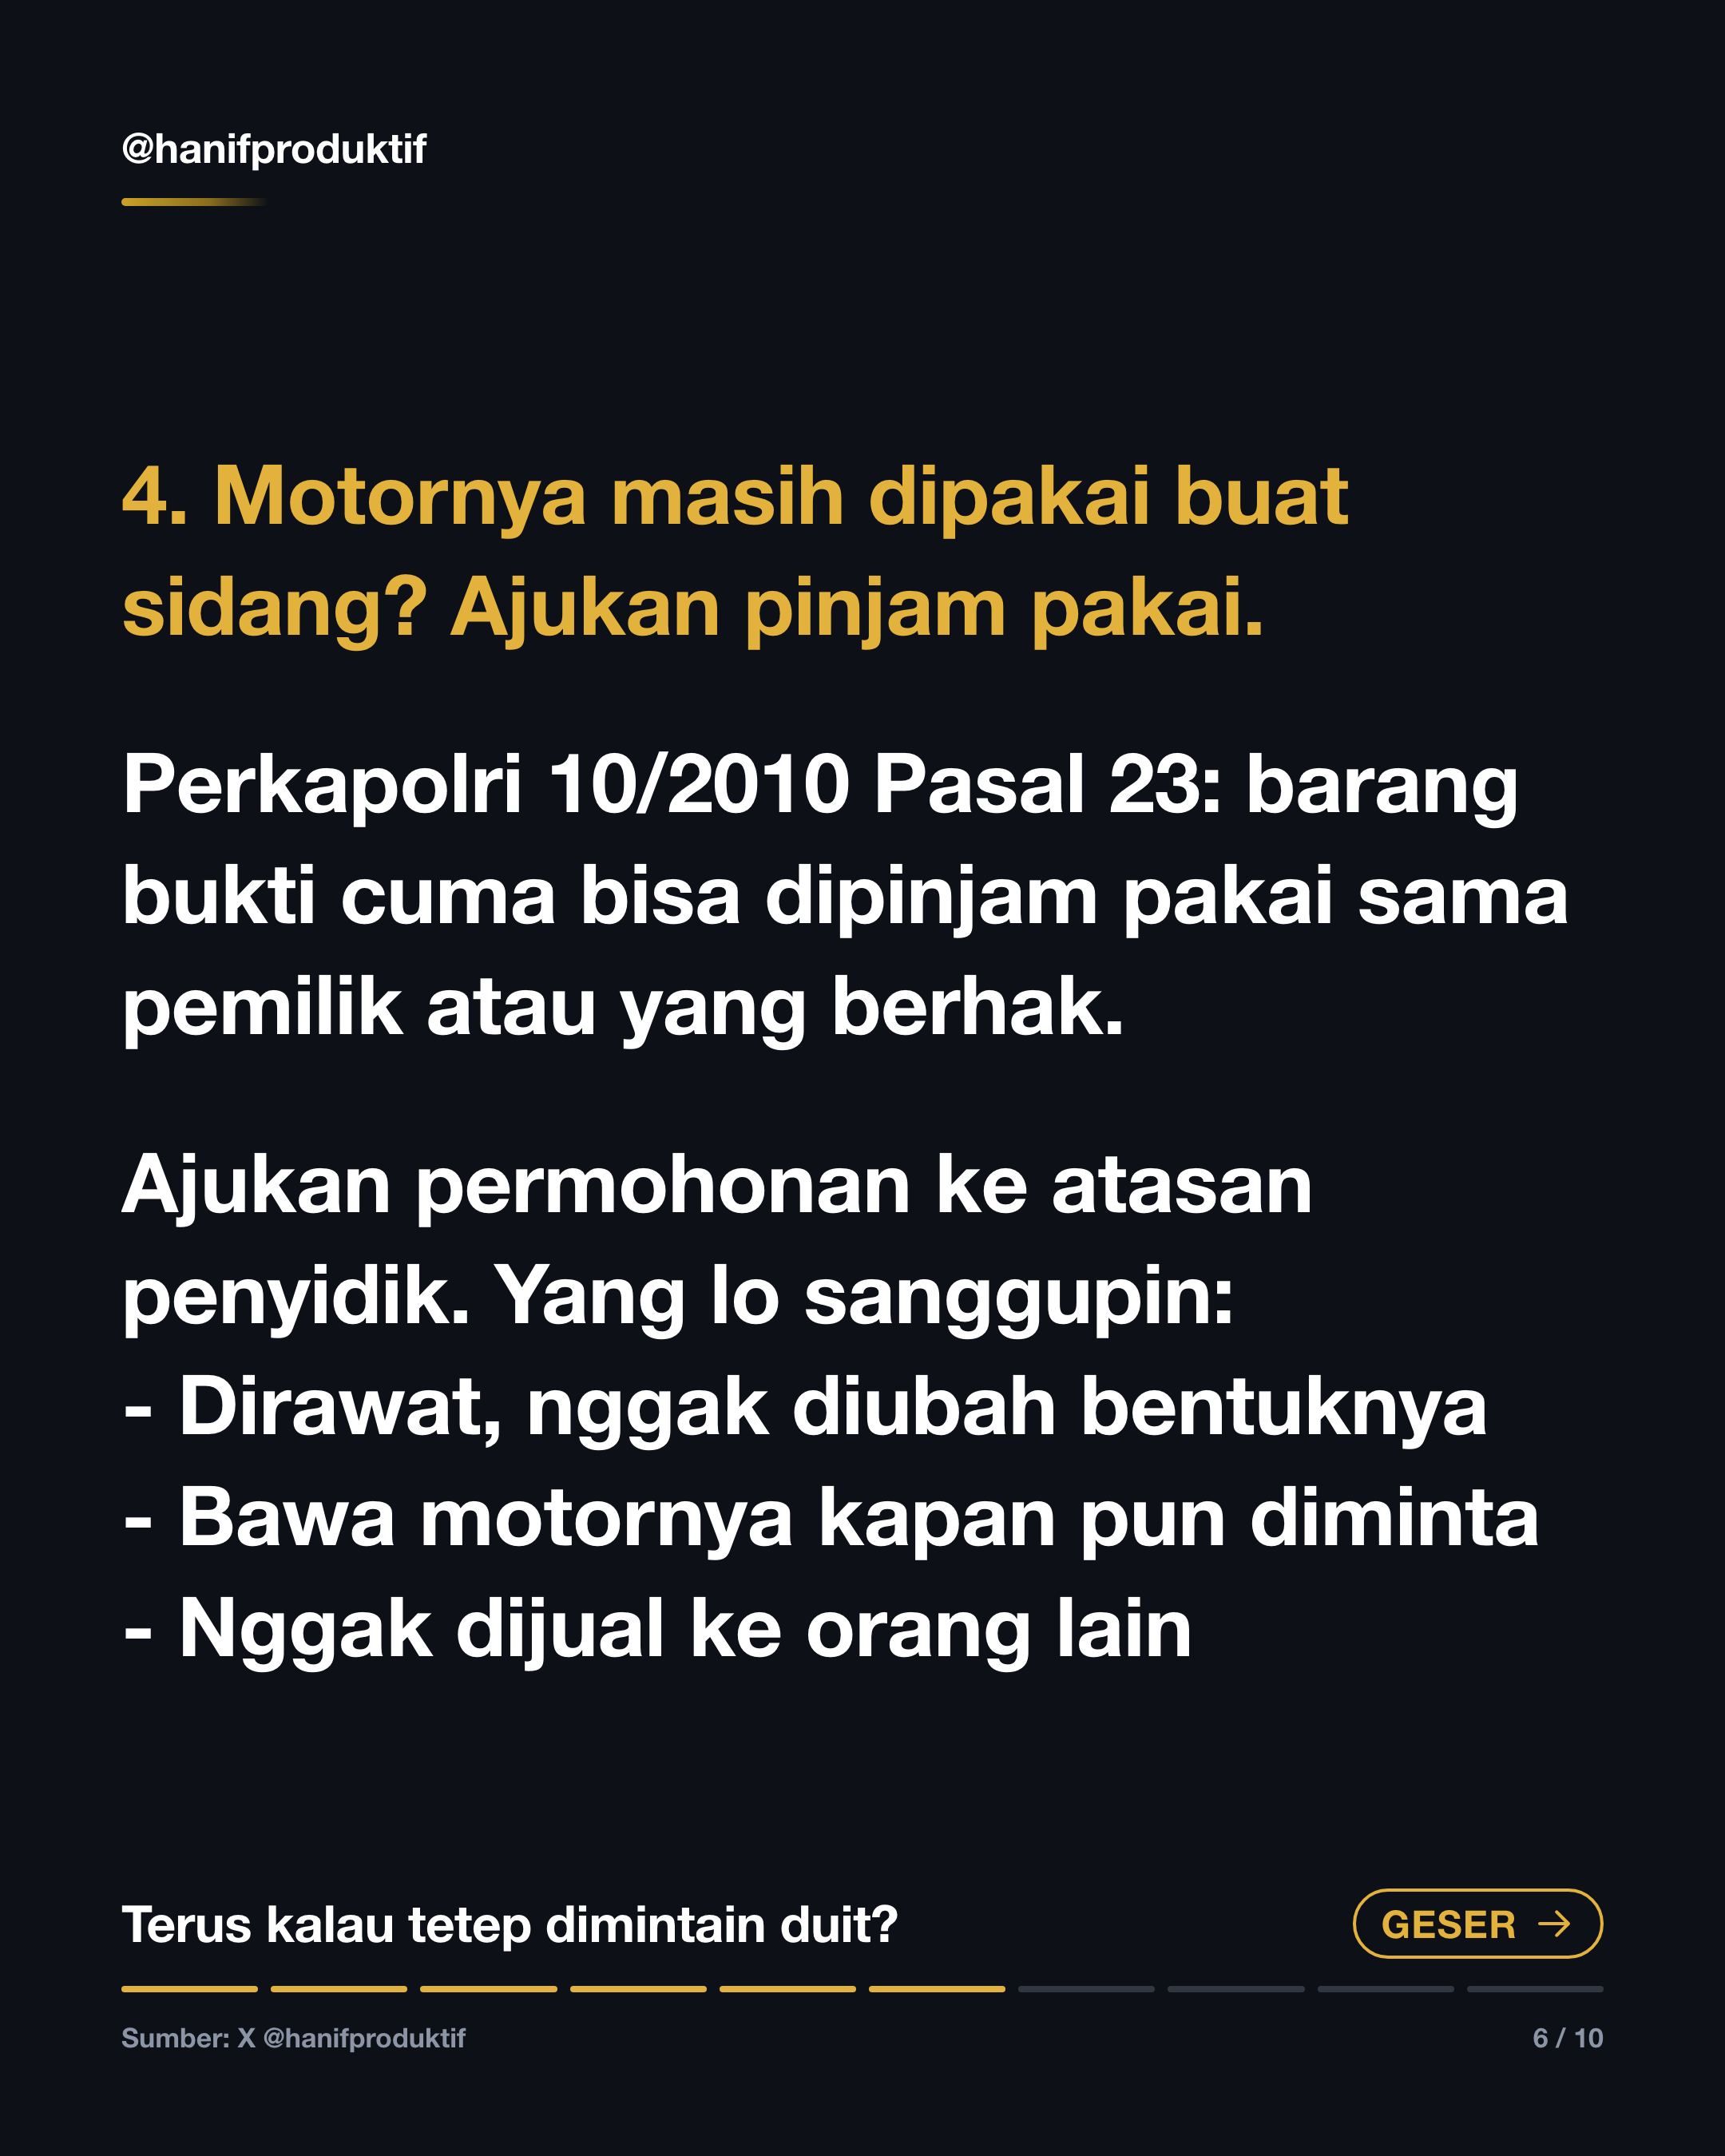 @hanifproduktif
4. Motornya masih dipakai buat
sidang? Ajukan pinjam pakai.
Perkapolri 10/2010 Pasal 23: barang
bukti cuma bisa dipinjam pakai sama
pemilik atau yang berhak.
Ajukan permohonan ke atasan
penyidik. Yang lo sanggupin:
- Dirawat, nggak diubah bentuknya
- Bawa motornya kapan pun diminta
- Nggak dijual ke orang lain
Terus kalau tetep dimintain duit?
GESER →
Sumber: X @hanifproduktif
6 / 10